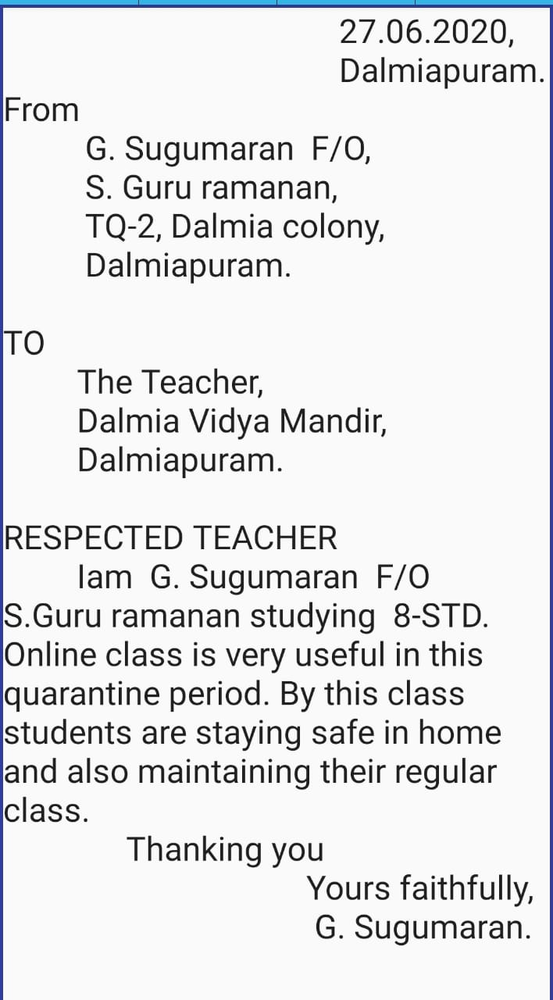 27.06.2020,
Dalmiapuram.
From
G. Sugumaran F/O,
S. Guru ramanan,
TQ-2, Dalmia colony,
Dalmiapuram.
TO
The Teacher,
Dalmia Vidya Mandir,
Dalmiapuram.
RESPECTED TEACHER
Iam G. Sugumaran F/O
S.Guru ramanan studying 8-STD.
Online class is very useful in this
quarantine period. By this class
students are staying safe in home
and also maintaining their regular
class.
Thanking you
Yours faithfully,
G. Sugumaran.